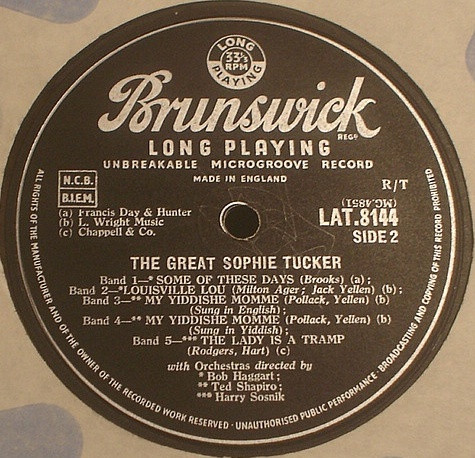 LONG
33⅓
RPM
PLAYING
Brunswick
REGD
LONG PLAYING
UNBREAKABLE MICROGROOVE RECORD
MADE IN ENGLAND
N.C.B.
B.I.E.M.
R/T
(a) Francis Day & Hunter
(b) L. Wright Music
(c) Chappell & Co.
(MG.4851)
LAT.8144
SIDE 2
THE GREAT SOPHIE TUCKER
Band 1—* SOME OF THESE DAYS (Brooks) (a) ;
Band 2—*LOUISVILLE LOU (Milton Ager ; Jack Yellen) (b) ;
Band 3—** MY YIDDISHE MOMME (Pollack, Yellen) (b)
(Sung in English) ;
Band 4—** MY YIDDISHE MOMME (Pollack, Yellen) (b)
(Sung in Yiddish) ;
Band 5—*** THE LADY IS A TRAMP
(Rodgers, Hart) (c)
with Orchestras directed by
* Bob Haggart ;
** Ted Shapiro ;
*** Harry Sosnik
ALL RIGHTS OF THE MANUFACTURER AND OF THE OWNER OF THE RECORDED WORK RESERVED · UNAUTHORISED PUBLIC PERFORMANCE · BROADCASTING AND COPYING OF THIS RECORD PROHIBITED